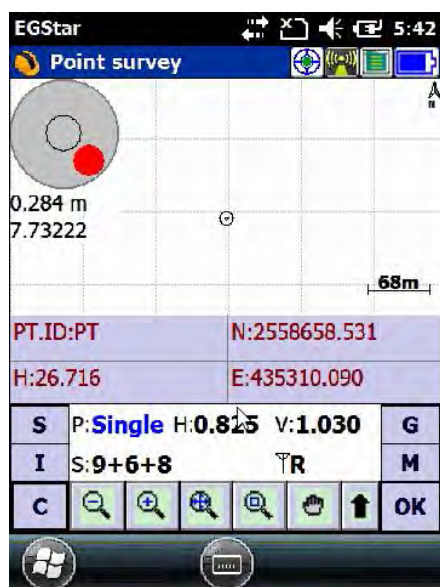 EGStar 5:42
Point survey
N
0.284 m
7.73222
68m
PT.ID:PT N:2558658.531
H:26.716 E:435310.090
S P:Single H:0.825 V:1.030 G
I S:9+6+8 R M
C OK